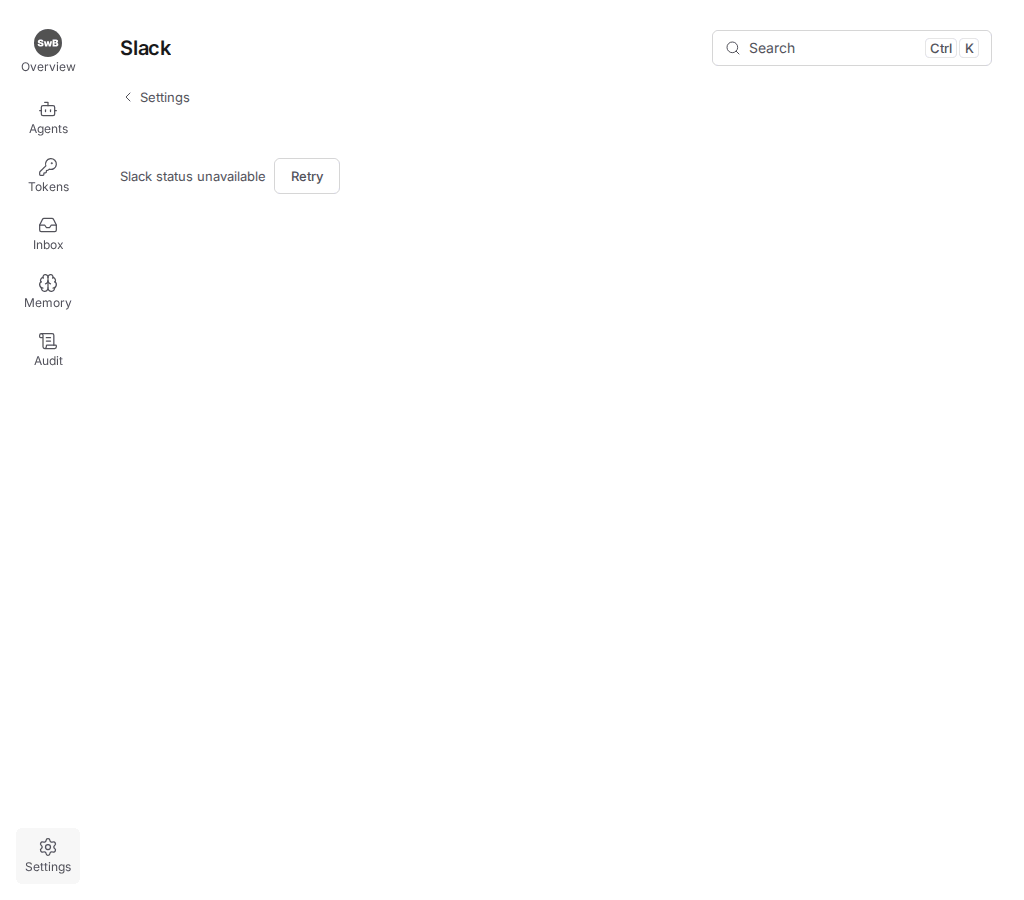 SwB
Overview
Agents
Tokens
Inbox
Memory
Audit
Settings
Slack
Search Ctrl K
Settings
Slack status unavailable Retry